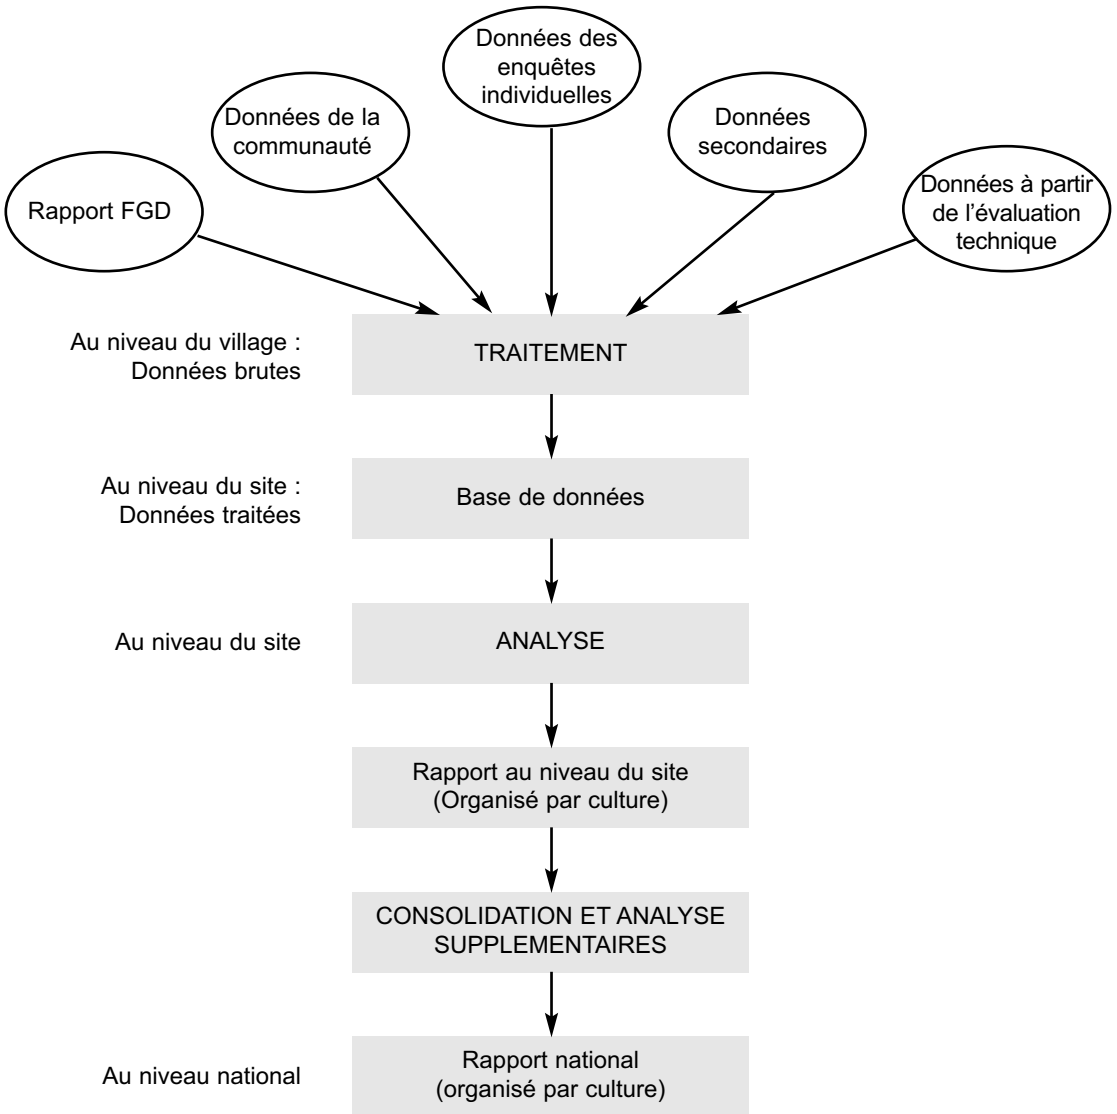 Données des
enquêtes
individuelles
Données de la
communauté
Données
secondaires
Rapport FGD
Données à partir
de l'évaluation
technique
Au niveau du village :
Données brutes
TRAITEMENT
Au niveau du site :
Données traitées
Base de données
Au niveau du site
ANALYSE
Rapport au niveau du site
(Organisé par culture)
CONSOLIDATION ET ANALYSE
SUPPLEMENTAIRES
Au niveau national
Rapport national
(organisé par culture)